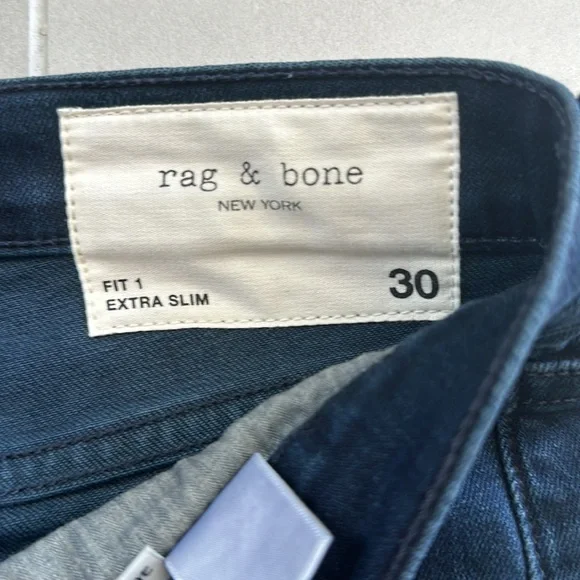 rag & bone
NEW YORK
FIT 1
EXTRA SLIM
30